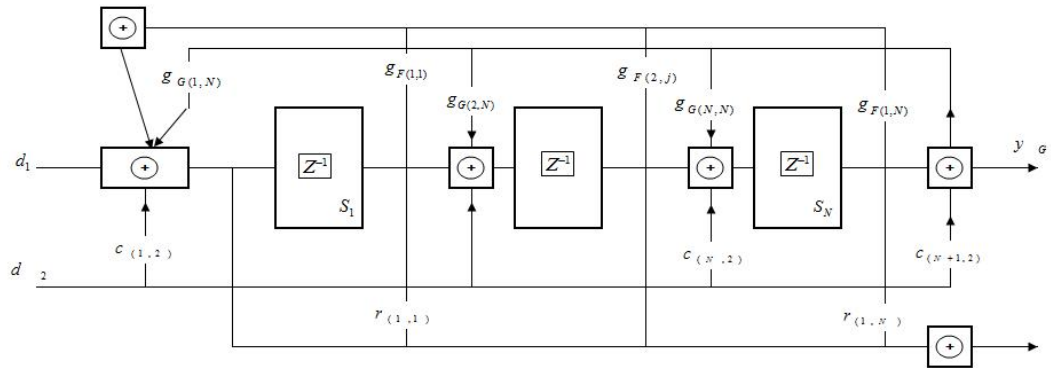 g G(1,N)
g F(1,1)
g G(2,N)
g F(2,j)
g G(N,N)
g F(1,N)
d₁
Z⁻¹
S₁
Z⁻¹
Z⁻¹
S_N
y G
c (1,2)
c (N,2)
c (N+1,2)
d 2
r (1,1)
r (1,N)